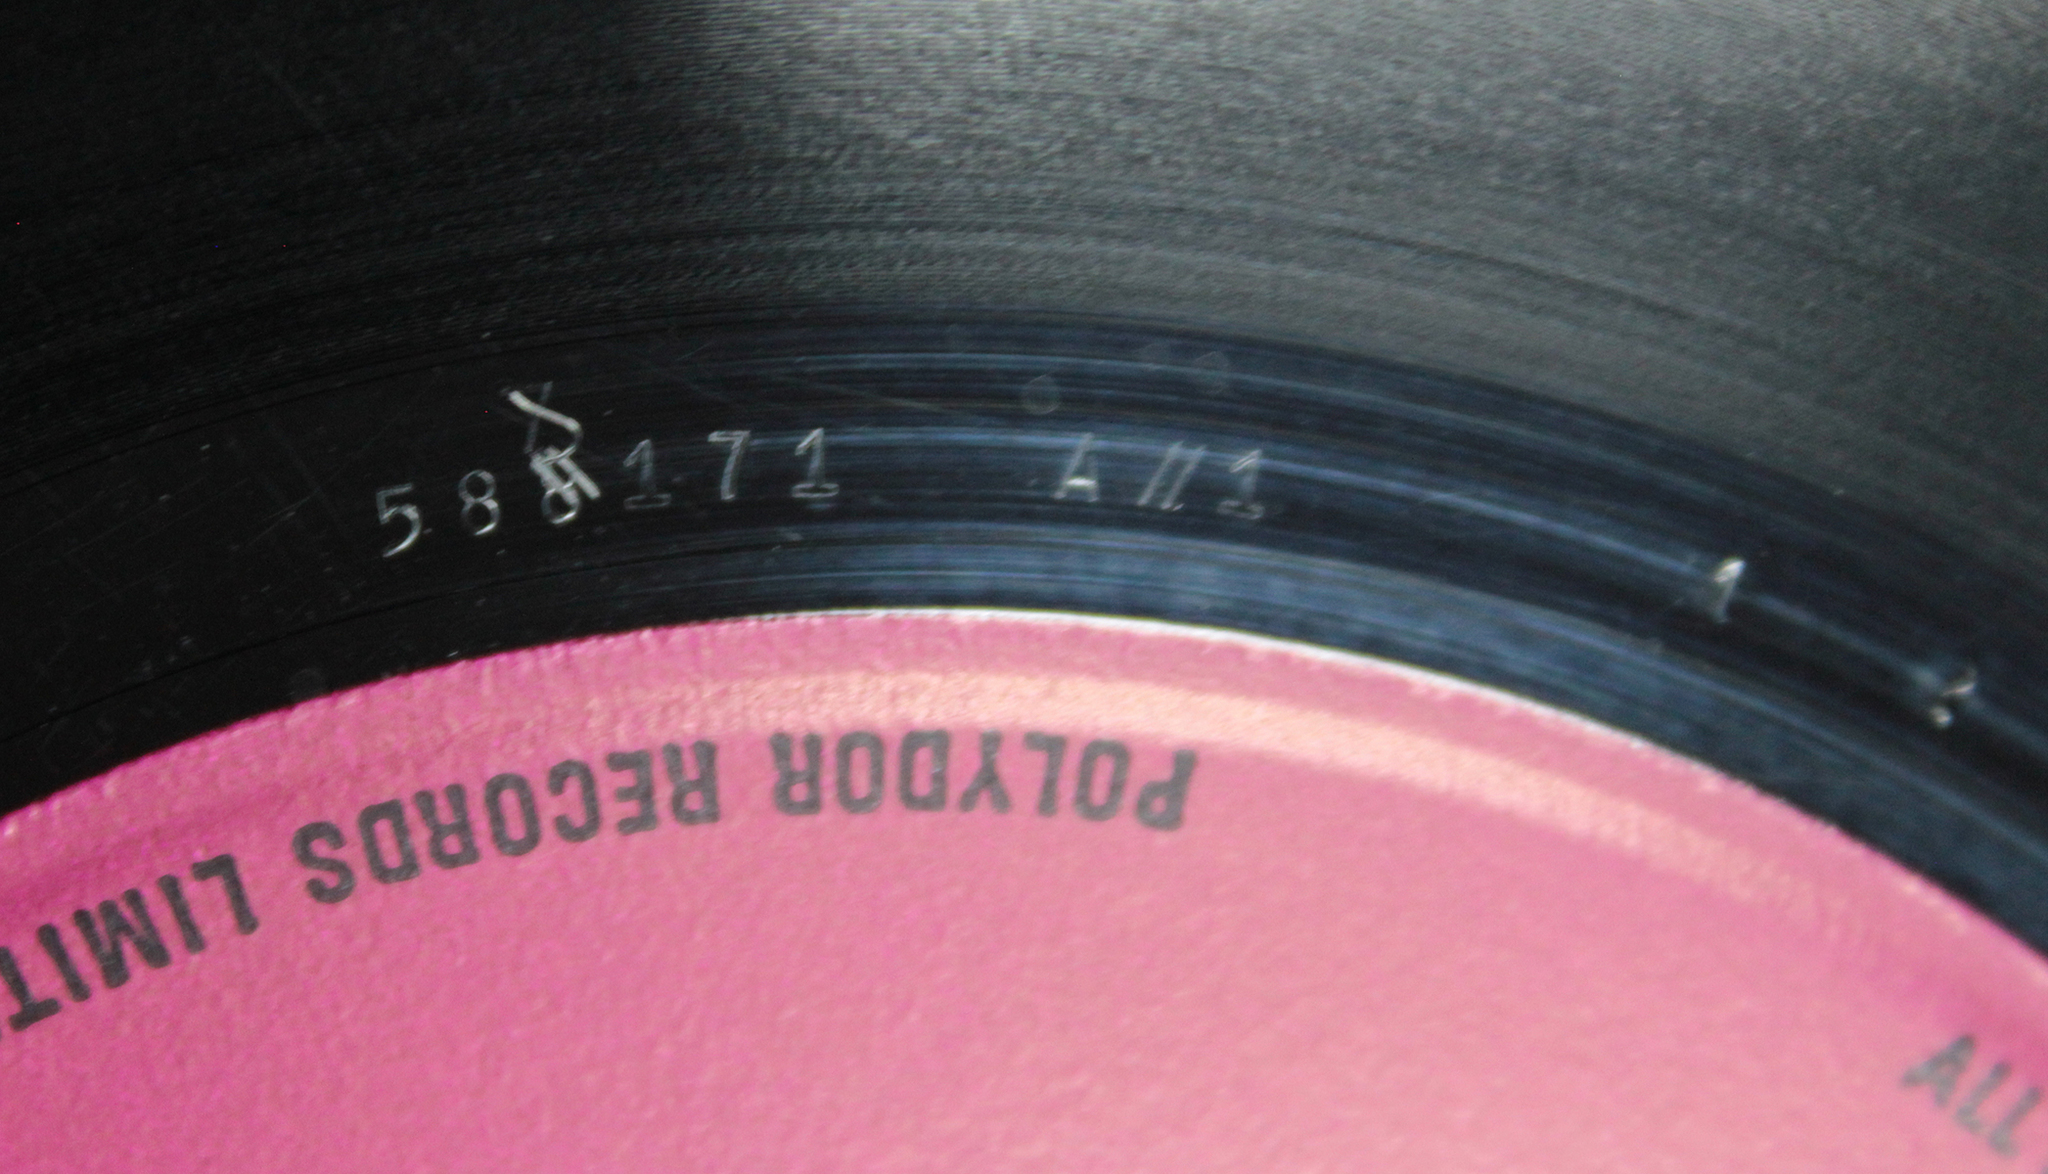 588171 A//1 1
POLYDOR RECORDS LIMIT
ALL